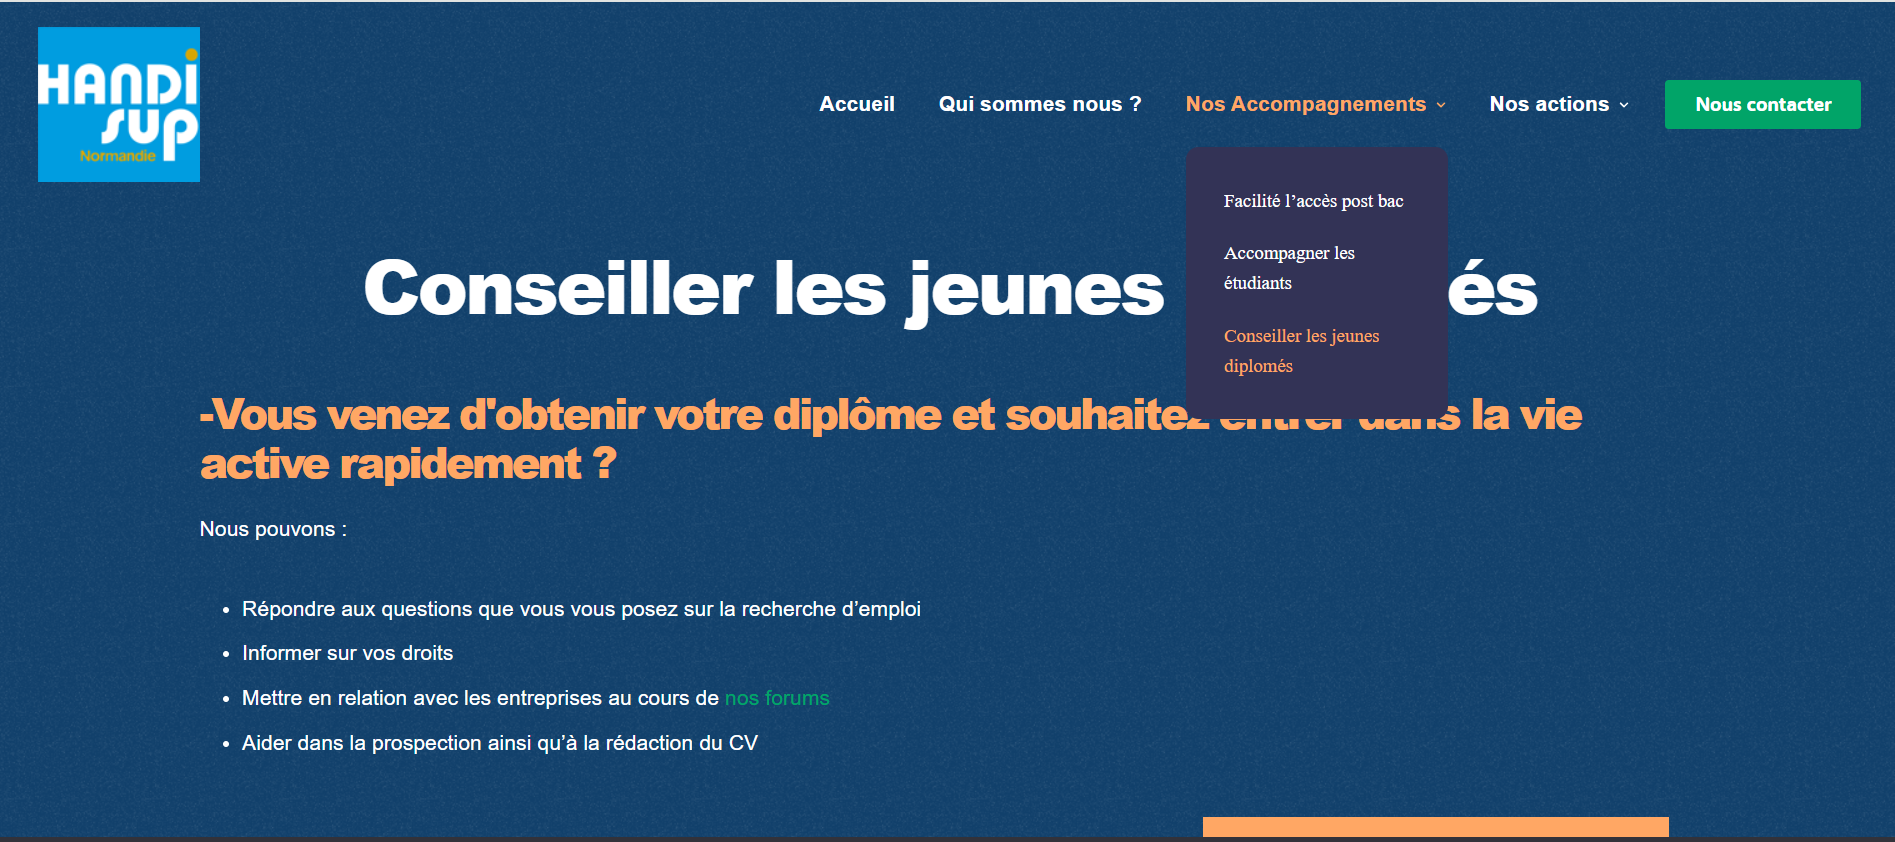 HANDI
SUP
Normandie
Accueil
Qui sommes nous ?
Nos Accompagnements
Nos actions
Nous contacter
Facilité l’accès post bac
Accompagner les
étudiants
Conseiller les jeunes
diplomés
Conseiller les jeunes és
-Vous venez d'obtenir votre diplôme et souhaitez entrer dans la vie
active rapidement ?
Nous pouvons :
Répondre aux questions que vous vous posez sur la recherche d’emploi
Informer sur vos droits
Mettre en relation avec les entreprises au cours de nos forums
Aider dans la prospection ainsi qu’à la rédaction du CV